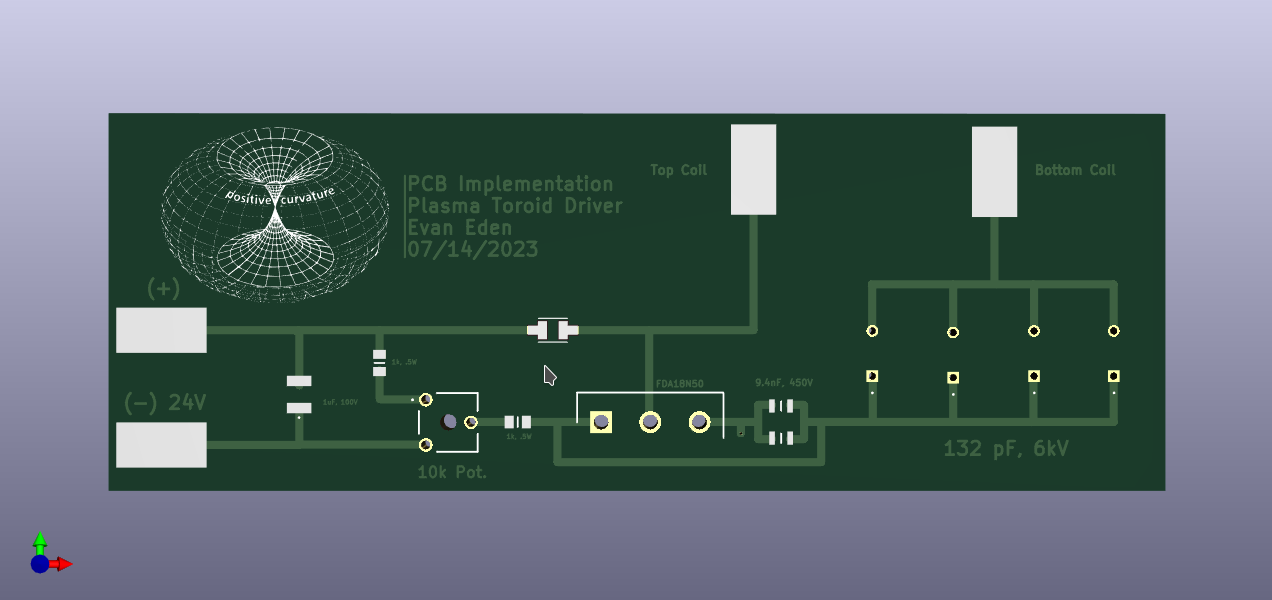 positive curvature
PCB Implementation
Plasma Toroid Driver
Evan Eden
07/14/2023
Top Coil
Bottom Coil
(+)
(-) 24V
1k, .5W
1uF, 100V
10k Pot.
1k, .5W
FDA18N50
9.4nF, 450V
132 pF, 6kV